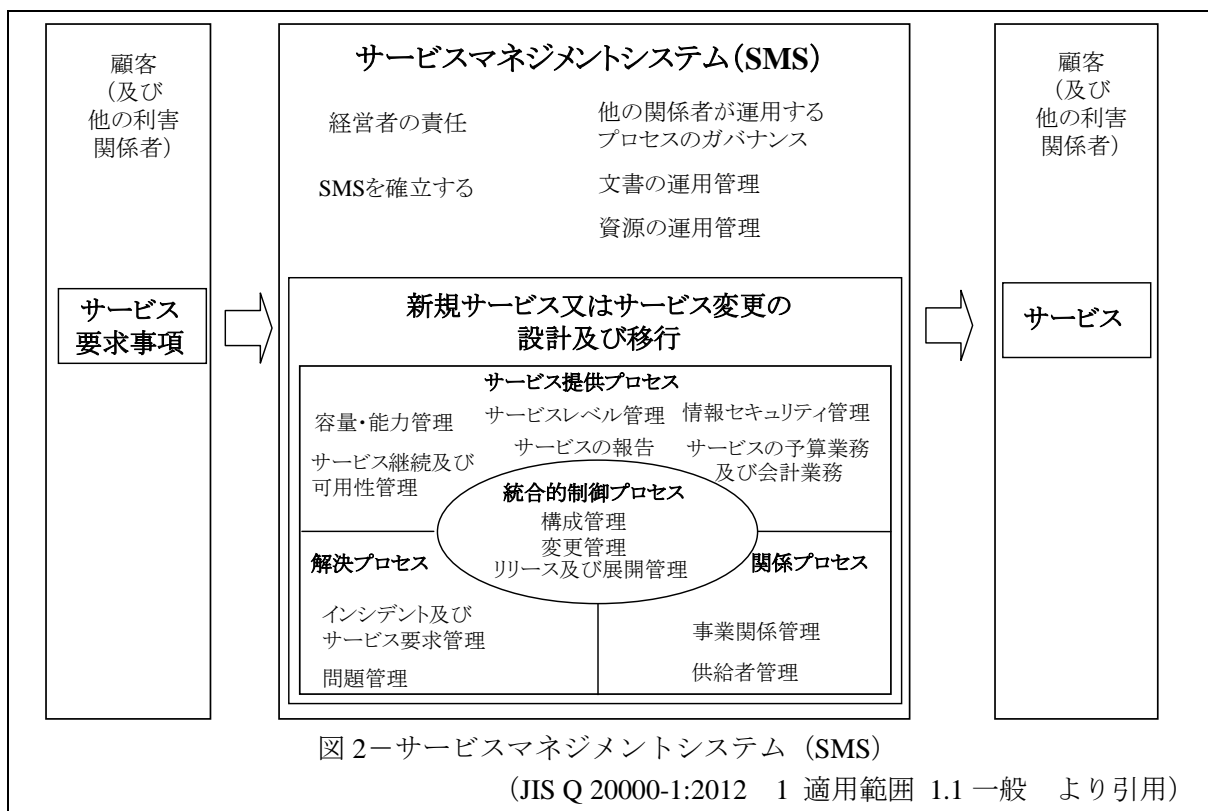 顧客
(及び
他の利害
関係者)
サービス
要求事項
サービスマネジメントシステム(SMS)
経営者の責任
他の関係者が運用する
プロセスのガバナンス
SMSを確立する
文書の運用管理
資源の運用管理
新規サービス又はサービス変更の
設計及び移行
サービス提供プロセス
容量・能力管理
サービスレベル管理
情報セキュリティ管理
サービス継続及び
可用性管理
サービスの報告
サービスの予算業務
及び会計業務
統合的制御プロセス
構成管理
変更管理
リリース及び展開管理
解決プロセス
インシデント及び
サービス要求管理
問題管理
関係プロセス
事業関係管理
供給者管理
顧客
(及び
他の利害
関係者)
サービス
図 2-サービスマネジメントシステム (SMS)
(JIS Q 20000-1:2012 1 適用範囲 1.1 一般 より引用)